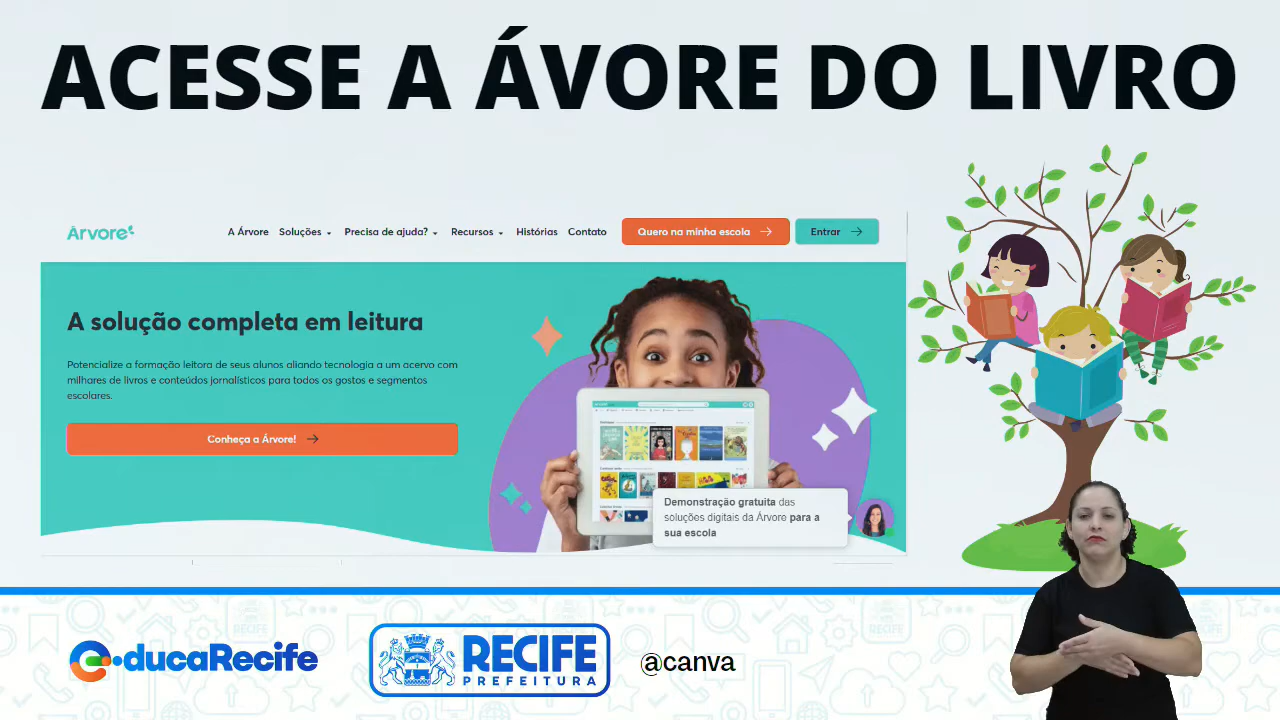 ACESSE A ÁVORE DO LIVRO
Árvore
A Árvore Soluções Precisa de ajuda? Recursos Histórias Contato Quero na minha escola Entrar
A solução completa em leitura
Potencialize a formação leitora de seus alunos aliando tecnologia a um acervo com
milhares de livros e conteúdos jornalísticos para todos os gostos e segmentos
escolares.
Conheça a Árvore!
Demonstração gratuita das
soluções digitais da Árvore para a
sua escola
educaRecife
RECIFE
PREFEITURA
@canva